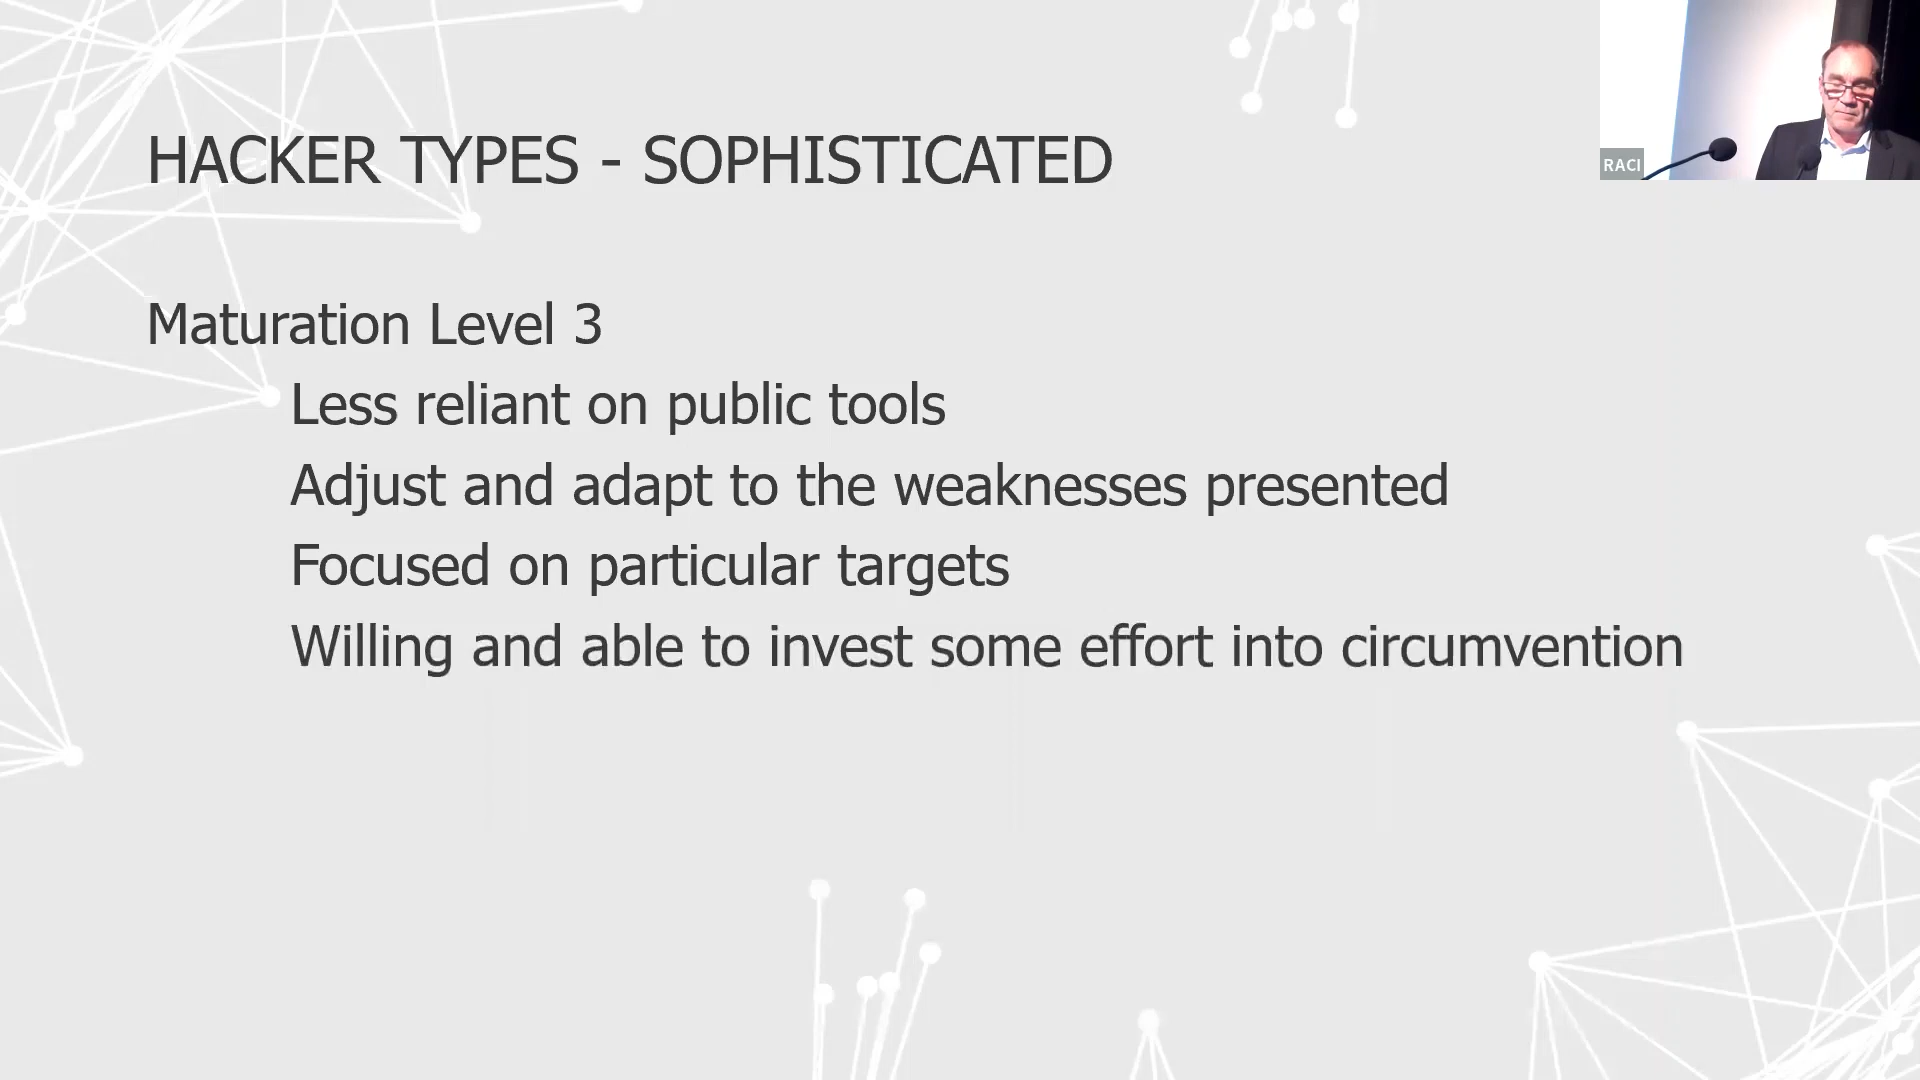 HACKER TYPES - SOPHISTICATED
RACI
Maturation Level 3
Less reliant on public tools
Adjust and adapt to the weaknesses presented
Focused on particular targets
Willing and able to invest some effort into circumvention